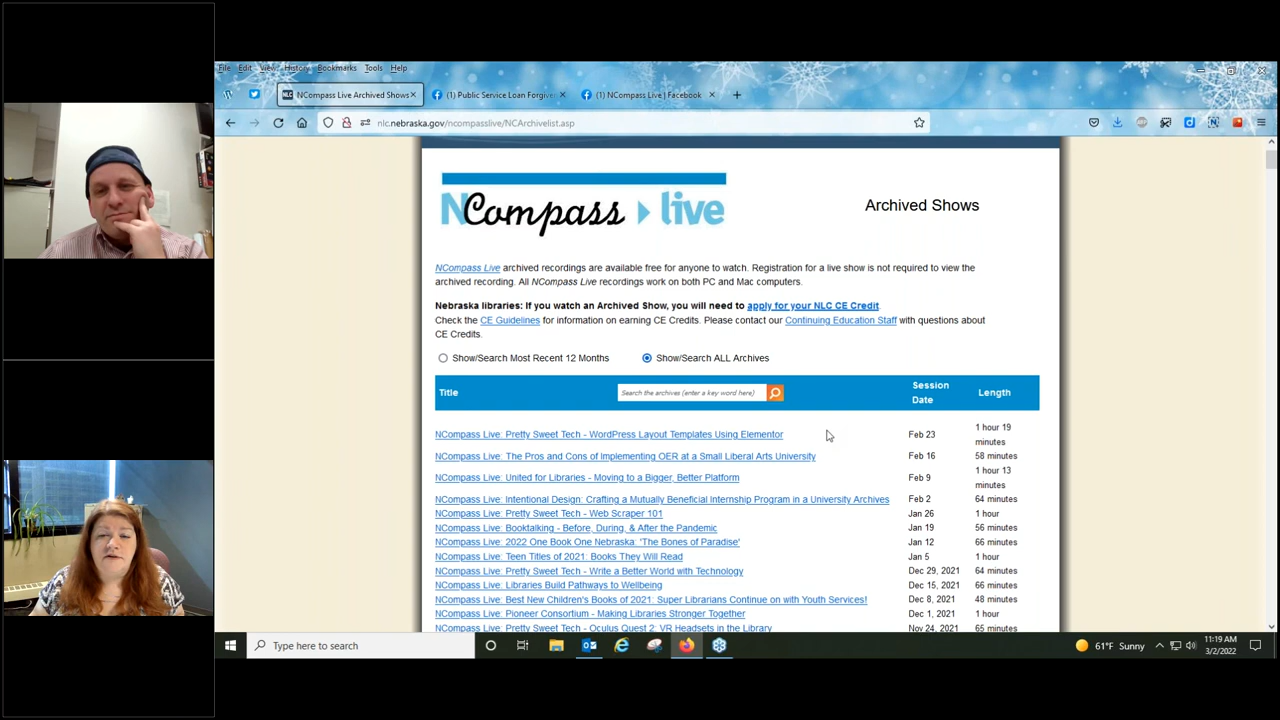 File Edit View History Bookmarks Tools Help
NCompass Live Archived Shows × (1) Public Service Loan Forgive × (1) NCompass Live | Facebook × +
nlc.nebraska.gov/ncompasslive/NCArchivelist.asp
NCompass live
Archived Shows
NCompass Live archived recordings are available free for anyone to watch. Registration for a live show is not required to view the
archived recording. All NCompass Live recordings work on both PC and Mac computers.
Nebraska libraries: If you watch an Archived Show, you will need to apply for your NLC CE Credit
Check the CE Guidelines for information on earning CE Credits. Please contact our Continuing Education Staff with questions about
CE Credits.
Show/Search Most Recent 12 Months Show/Search ALL Archives
Title Search the archives (enter a key word here) Session Date Length
NCompass Live: Pretty Sweet Tech - WordPress Layout Templates Using Elementor Feb 23 1 hour 19 minutes
NCompass Live: The Pros and Cons of Implementing OER at a Small Liberal Arts University Feb 16 58 minutes
NCompass Live: United for Libraries - Moving to a Bigger, Better Platform Feb 9 1 hour 13 minutes
NCompass Live: Intentional Design: Crafting a Mutually Beneficial Internship Program in a University Archives Feb 2 64 minutes
NCompass Live: Pretty Sweet Tech - Web Scraper 101 Jan 26 1 hour
NCompass Live: Booktalking - Before, During, & After the Pandemic Jan 19 56 minutes
NCompass Live: 2022 One Book One Nebraska: 'The Bones of Paradise' Jan 12 66 minutes
NCompass Live: Teen Titles of 2021: Books They Will Read Jan 5 1 hour
NCompass Live: Pretty Sweet Tech - Write a Better World with Technology Dec 29, 2021 64 minutes
NCompass Live: Libraries Build Pathways to Wellbeing Dec 15, 2021 66 minutes
NCompass Live: Best New Children's Books of 2021: Super Librarians Continue on with Youth Services! Dec 8, 2021 48 minutes
NCompass Live: Pioneer Consortium - Making Libraries Stronger Together Dec 1, 2021 1 hour
NCompass Live: Pretty Sweet Tech - Oculus Quest 2: VR Headsets in the Library Nov 24, 2021 65 minutes
Type here to search
61°F Sunny
11:19 AM
3/2/2022